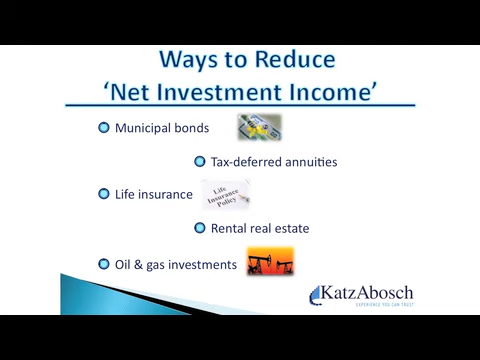 Ways to Reduce
‘Net Investment Income’
Municipal bonds
Tax-deferred annuities
Life insurance
Life
Insurance
Policy
Rental real estate
Oil & gas investments
KatzAbosch
EXPERIENCE YOU CAN TRUST